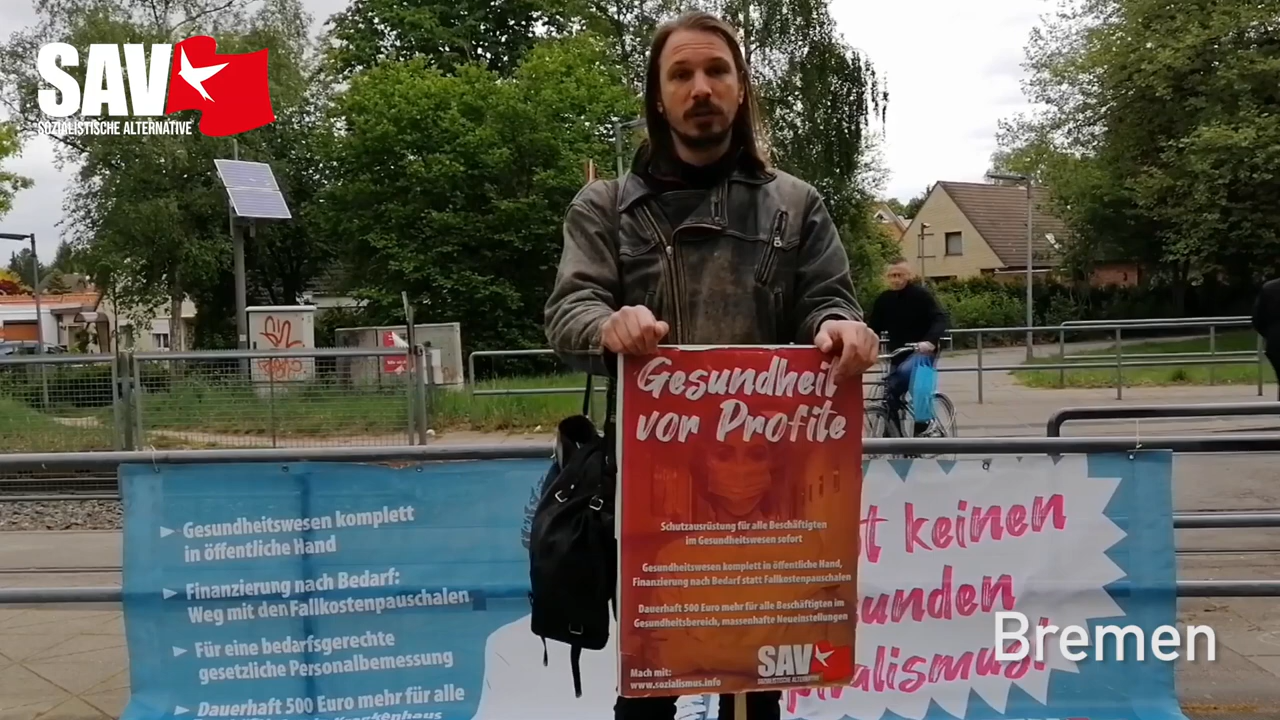 SAV
SOZIALISTISCHE ALTERNATIVE
Gesundheit
vor Profite
Schutzausrüstung für alle Beschäftigten
im Gesundheitswesen sofort
Gesundheitswesen komplett in öffentliche Hand,
Finanzierung nach Bedarf statt Fallkostenpauschalen
Dauerhaft 500 Euro mehr für alle Beschäftigten im
Gesundheitsbereich, massenhafte Neueinstellungen
Mach mit:
www.sozialismus.info
SAV
SOZIALISTISCHE ALTERNATIVE
► Gesundheitswesen komplett
in öffentliche Hand
► Finanzierung nach Bedarf:
Weg mit den Fallkostenpauschalen
► Für eine bedarfsgerechte
gesetzliche Personalbemessung
► Dauerhaft 500 Euro mehr für alle
keinen
Bremen